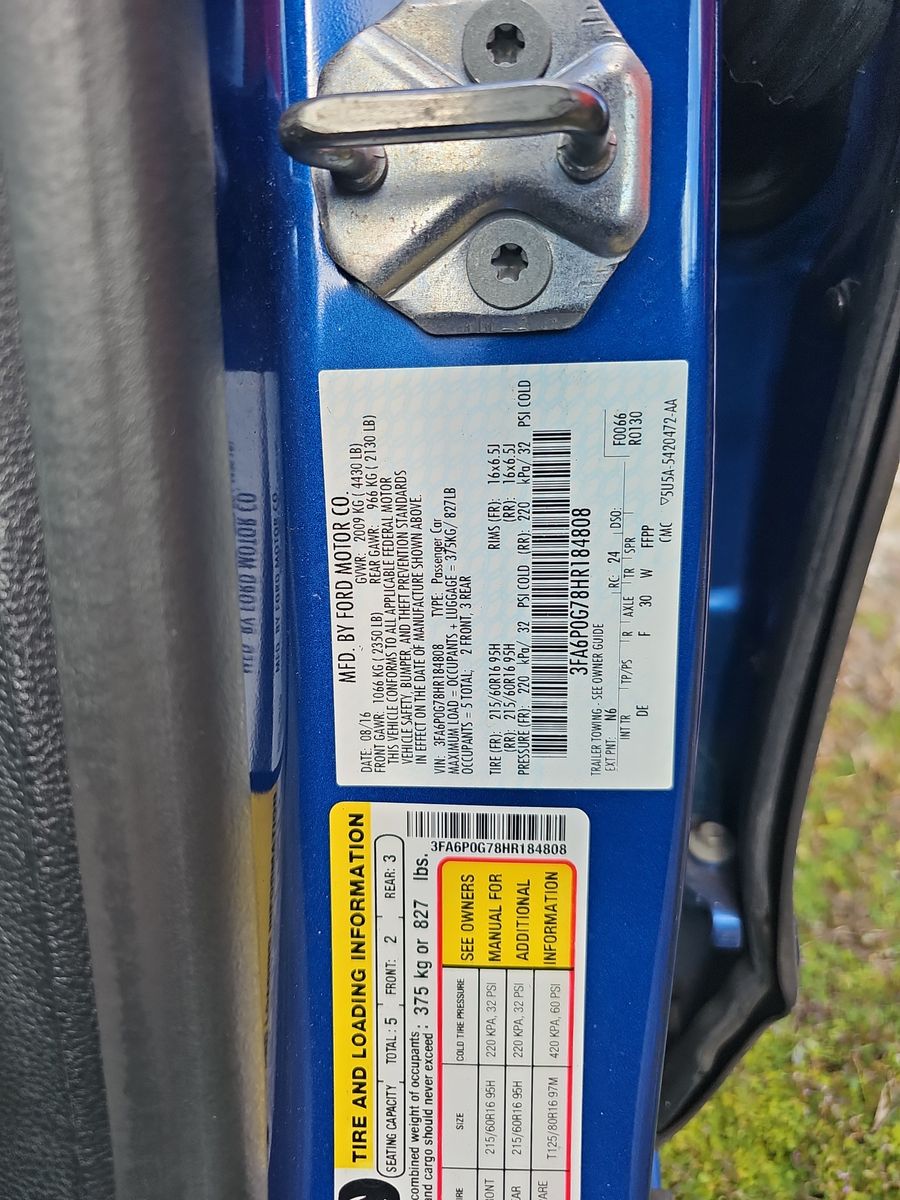 MFD. BY FORD MOTOR CO.
DATE: 08/16 GVWR: 2009 KG ( 4430 LB)
FRONT GAWR: 1066 KG ( 2350 LB) REAR GAWR: 966 KG ( 2130 LB)
THIS VEHICLE CONFORMS TO ALL APPLICABLE FEDERAL MOTOR
VEHICLE SAFETY, BUMPER, AND THEFT PREVENTION STANDARDS
IN EFFECT ON THE DATE OF MANUFACTURE SHOWN ABOVE.
VIN: 3FA6P0G78HR184808 TYPE: Passenger Car
MAXIMUM LOAD = OCCUPANTS + LUGGAGE = 375KG/ 827LB
OCCUPANTS = 5 TOTAL; 2 FRONT; 3 REAR
TIRE (FR): 215/60R16 95H RIMS (FR): 16x6.5J
(RR): 215/60R16 95H (RR): 16x6.5J
PRESSURE (FR): 220 kPa/ 32 PSI COLD (RR): 220 kPa/ 32 PSI COLD
3FA6P0G78HR184808
TRAILER TOWING - SEE OWNER GUIDE
F0066
EXT PNT: N6 RC: 24 DSO: R0130
INT TR TP/PS R AXLE TR SPR
DE F 30 W FEPP
CMC ▽5U5A-5420472-AA
TIRE AND LOADING INFORMATION
SEATING CAPACITY TOTAL : 5 FRONT: 2 REAR: 3
combined weight of occupants
and cargo should never exceed : 375 kg or 827 lbs.
3FA6P0G78HR184808
SIZE COLD TIRE PRESSURE
215/60R16 95H 220 KPA, 32 PSI
215/60R16 95H 220 KPA, 32 PSI
T125/80R16 97M 420 KPA, 60 PSI
SEE OWNERS
MANUAL FOR
ADDITIONAL
INFORMATION